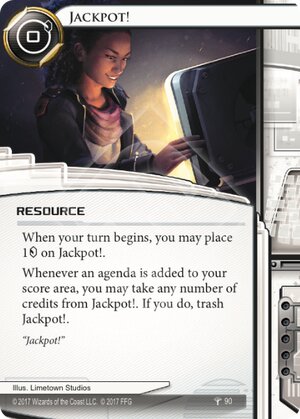 0
JACKPOT!
RESOURCE
When your turn begins, you may place
1 on Jackpot!.
Whenever an agenda is added to your
score area, you may take any number of
credits from Jackpot!. If you do, trash
Jackpot!.
“Jackpot!”
Illus. Limetown Studios
© 2017 Wizards of the Coast LLC. © 2017 FFG
90